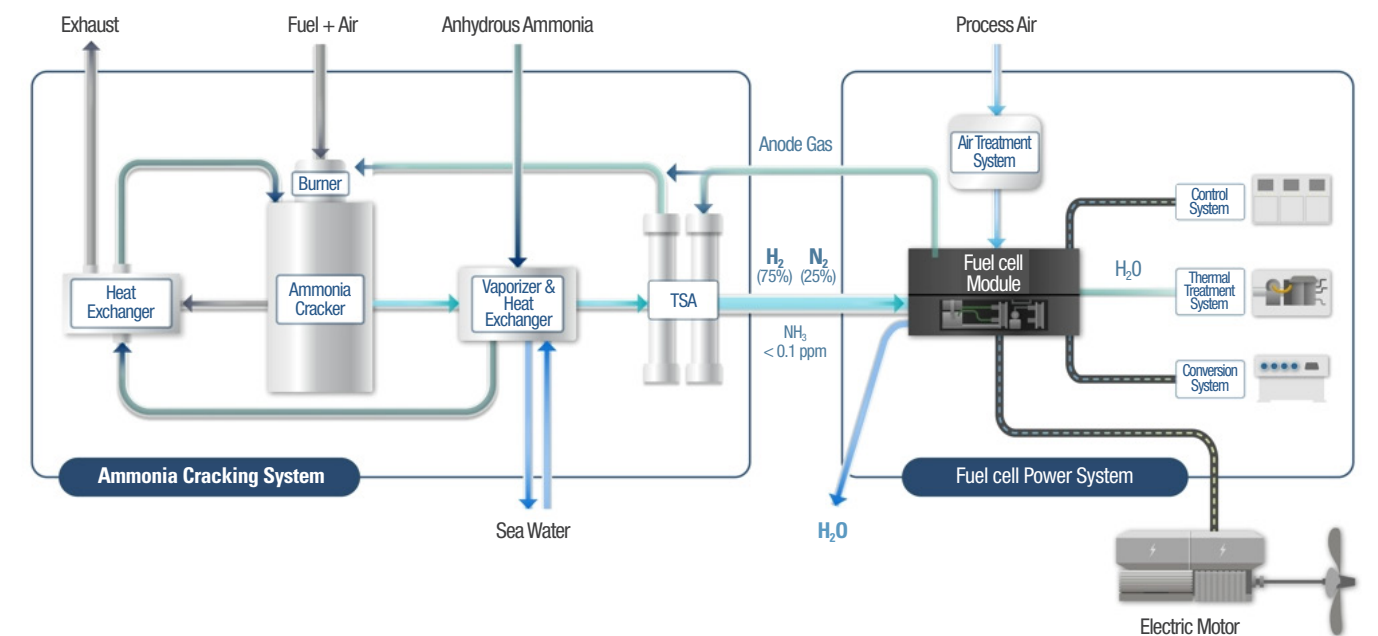 Exhaust
Fuel + Air
Anhydrous Ammonia
Process Air
Anode Gas
Air Treatment
System
Burner
Control
System
Heat
Exchanger
Ammonia
Cracker
Vaporizer &
Heat
Exchanger
TSA
H₂ N₂
(75%) (25%)
NH₃
< 0.1 ppm
Fuel cell
Module
H₂O
Thermal
Treatment
System
Conversion
System
Ammonia Cracking System
Fuel cell Power System
Sea Water
H₂O
Electric Motor